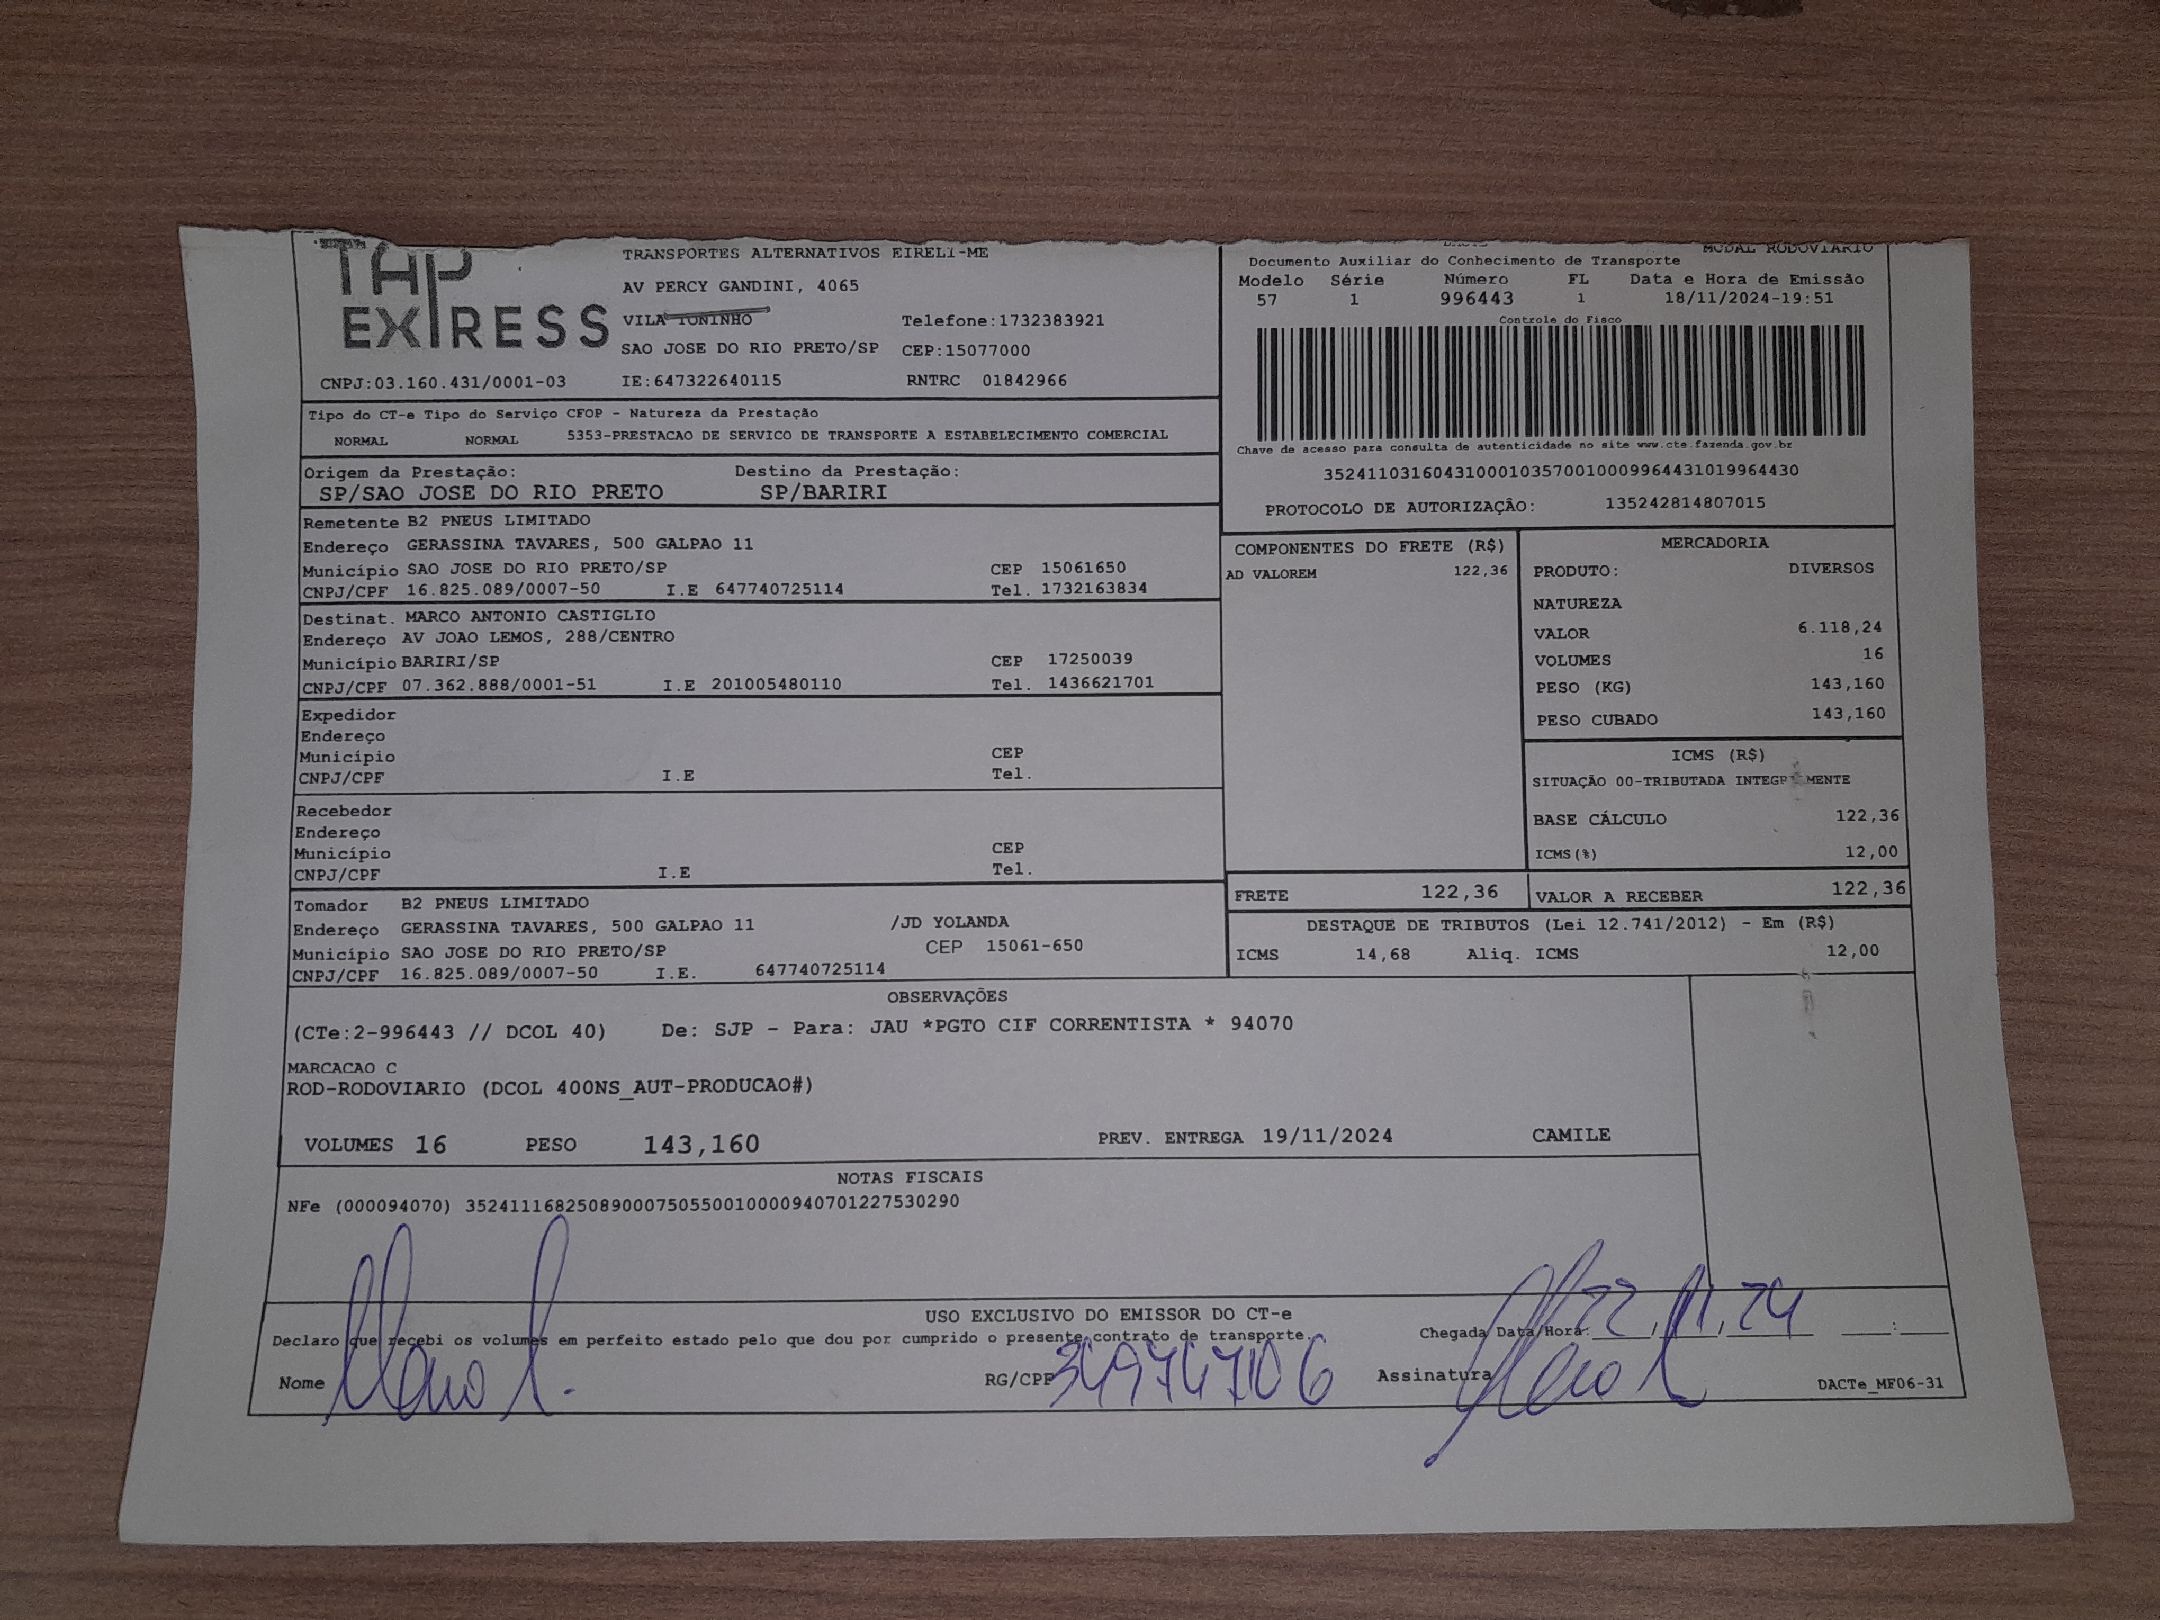 TAP EXPRESS
TRANSPORTES ALTERNATIVOS EIRELI-ME
AV PERCY GANDINI, 4065
VILA TONINHO Telefone:1732383921
SAO JOSE DO RIO PRETO/SP CEP:15077000
CNPJ:03.160.431/0001-03 IE:647322640115 RNTRC 01842966
MODAL RODOVIARIO
Documento Auxiliar do Conhecimento de Transporte
Modelo Série Número FL Data e Hora de Emissão
57 1 996443 1 18/11/2024-19:51
Controle do Fisco
Chave de acesso para consulta de autenticidade no site www.cte.fazenda.gov.br
35241103160431000103570010009964431019964430
PROTOCOLO DE AUTORIZAÇÃO: 135242814807015
Tipo do CT-e Tipo do Serviço CFOP - Natureza da Prestação
NORMAL NORMAL 5353-PRESTACAO DE SERVICO DE TRANSPORTE A ESTABELECIMENTO COMERCIAL
Origem da Prestação: Destino da Prestação:
SP/SAO JOSE DO RIO PRETO SP/BARIRI
Remetente B2 PNEUS LIMITADO
Endereço GERASSINA TAVARES, 500 GALPAO 11
Município SAO JOSE DO RIO PRETO/SP CEP 15061650
CNPJ/CPF 16.825.089/0007-50 I.E 647740725114 Tel. 1732163834
Destinat. MARCO ANTONIO CASTIGLIO
Endereço AV JOAO LEMOS, 288/CENTRO
Município BARIRI/SP CEP 17250039
CNPJ/CPF 07.362.888/0001-51 I.E 201005480110 Tel. 1436621701
Expedidor
Endereço
Município CEP
CNPJ/CPF I.E Tel.
Recebedor
Endereço
Município CEP
CNPJ/CPF I.E Tel.
Tomador B2 PNEUS LIMITADO
Endereço GERASSINA TAVARES, 500 GALPAO 11 /JD YOLANDA
Município SAO JOSE DO RIO PRETO/SP CEP 15061-650
CNPJ/CPF 16.825.089/0007-50 I.E. 647740725114
COMPONENTES DO FRETE (R$)
AD VALOREM 122,36
MERCADORIA
PRODUTO: DIVERSOS
NATUREZA
VALOR 6.118,24
VOLUMES 16
PESO (KG) 143,160
PESO CUBADO 143,160
ICMS (R$)
SITUAÇÃO 00-TRIBUTADA INTEGR MENTE
BASE CÁLCULO 122,36
ICMS(%) 12,00
FRETE 122,36 VALOR A RECEBER 122,36
DESTAQUE DE TRIBUTOS (Lei 12.741/2012) - Em (R$)
ICMS 14,68 Aliq. ICMS 12,00
OBSERVAÇÕES
(CTe:2-996443 // DCOL 40) De: SJP - Para: JAU *PGTO CIF CORRENTISTA * 94070
MARCACAO C
ROD-RODOVIARIO (DCOL 400NS_AUT-PRODUCAO#)
VOLUMES 16 PESO 143,160 PREV. ENTREGA 19/11/2024 CAMILE
NOTAS FISCAIS
NFe (000094070) 35241116825089000750550010000940701227530290
USO EXCLUSIVO DO EMISSOR DO CT-e
Declaro que recebi os volumes em perfeito estado pelo que dou por cumprido o presente contrato de transporte.
Chegada Data/Hora: 22/11/24 :
Nome RG/CPF 349747106 Assinatura
DACTe_MF06-31